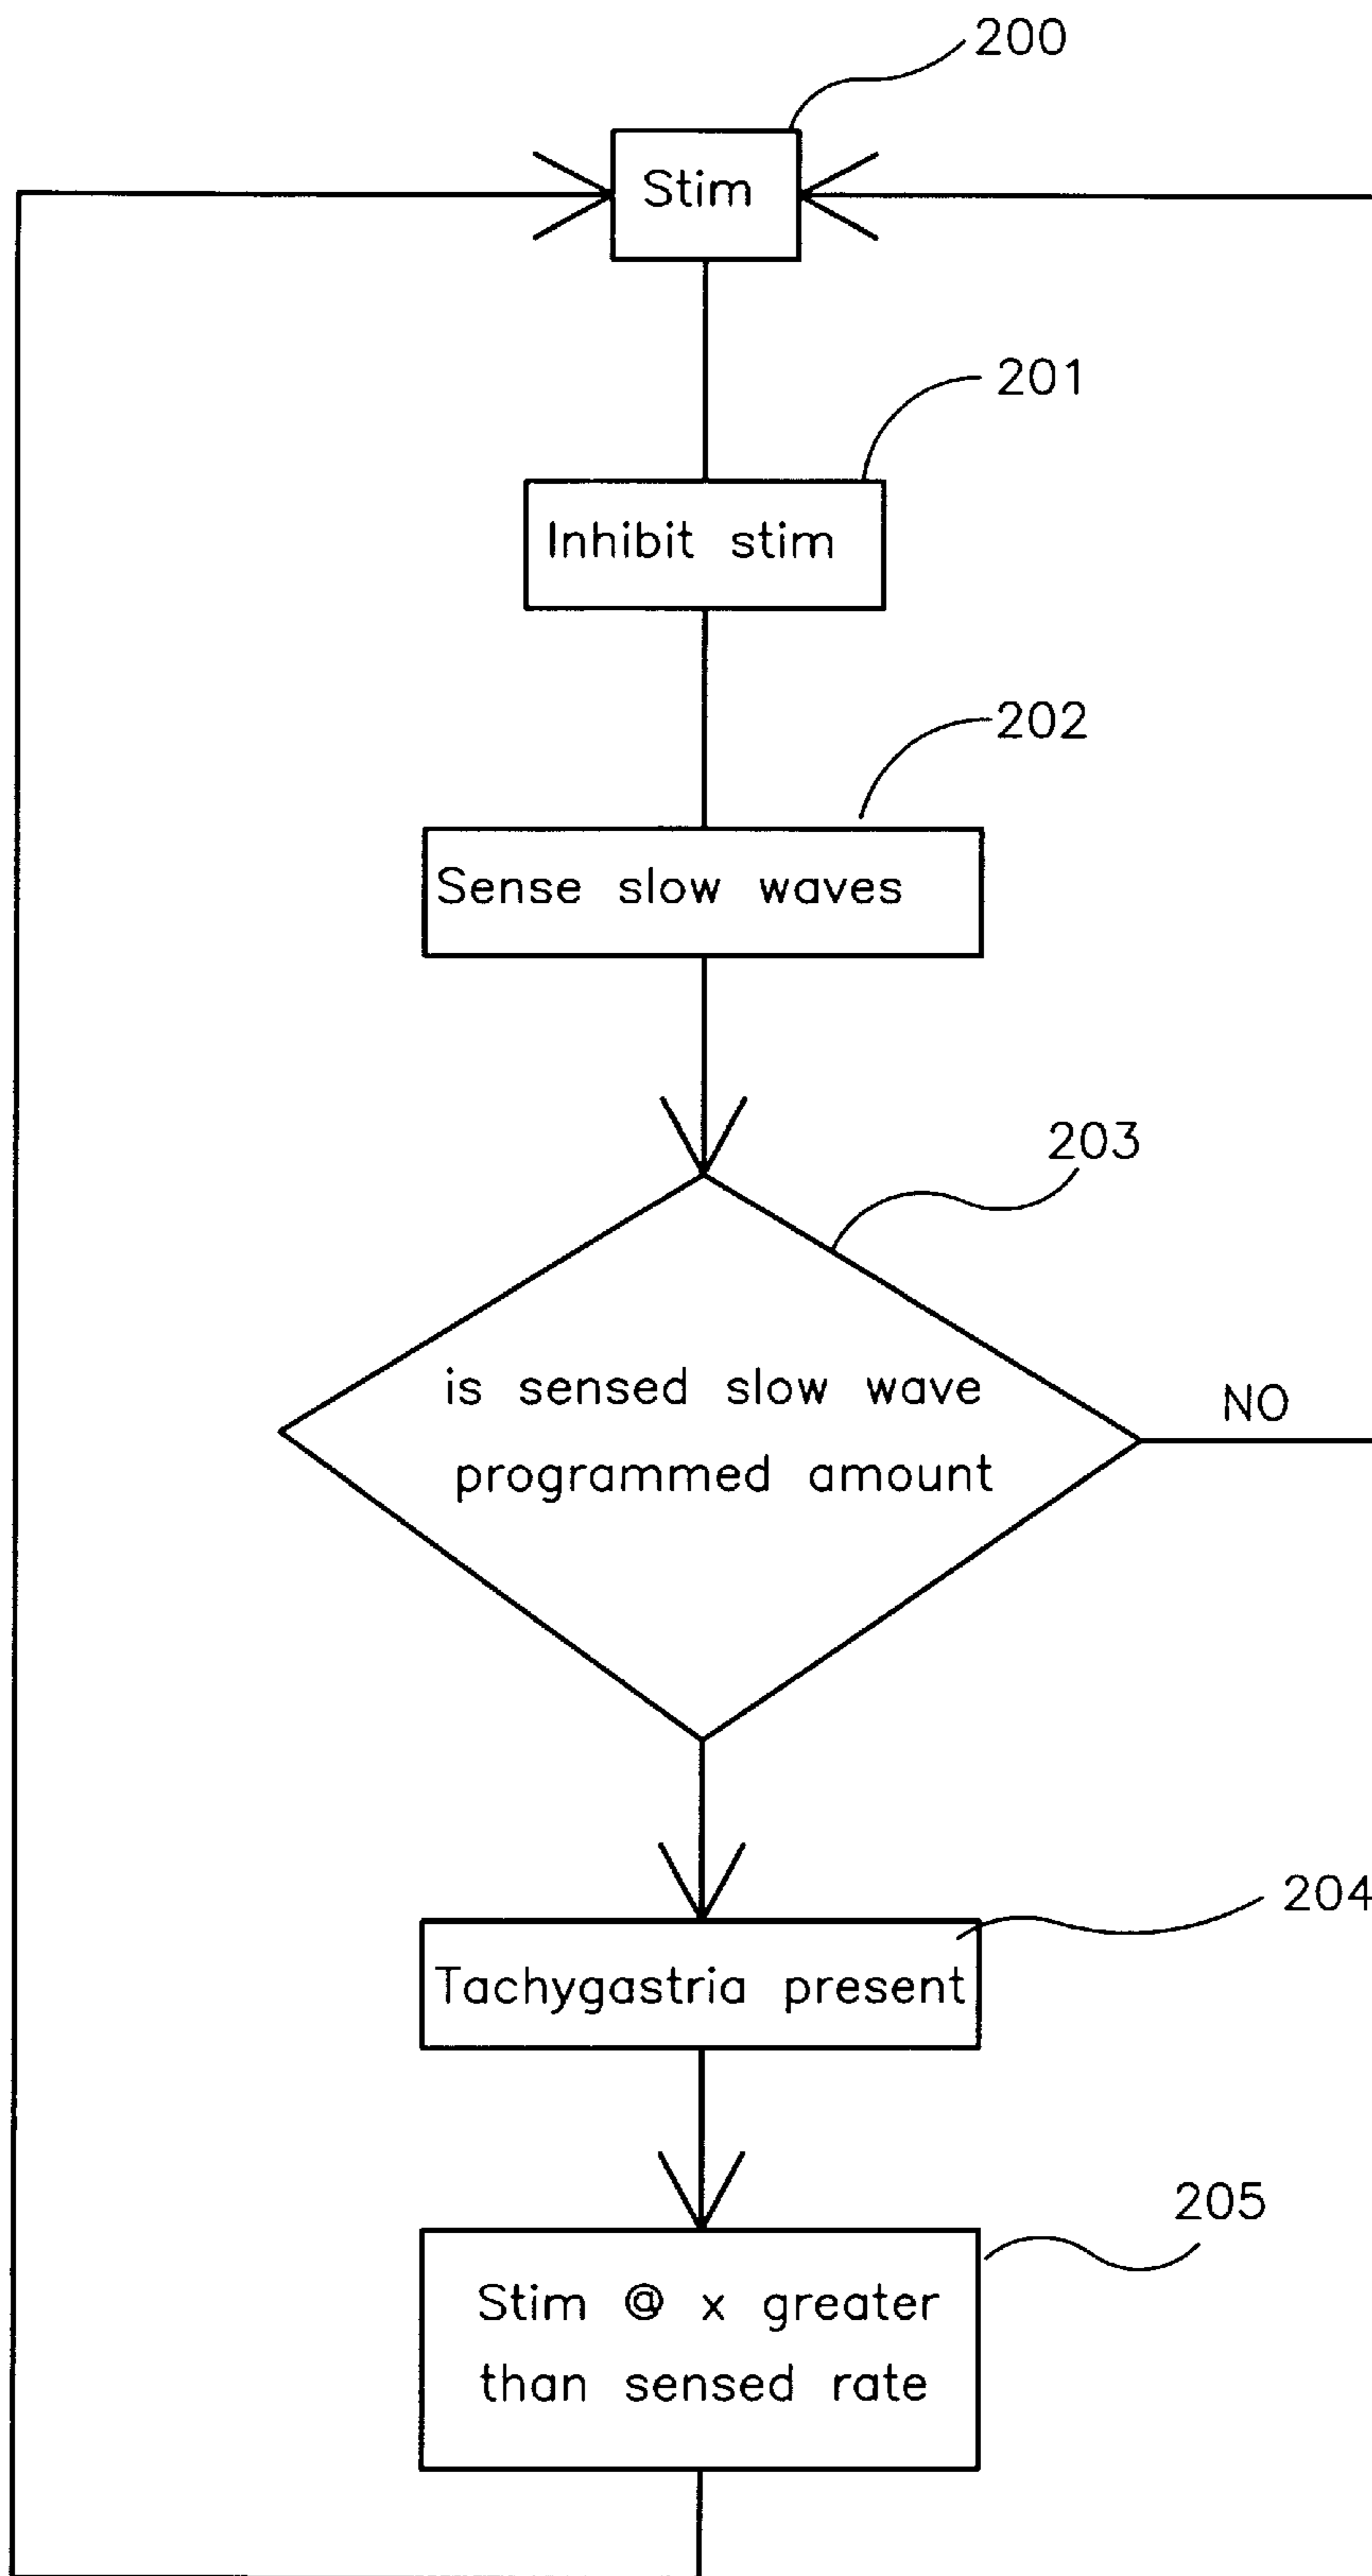 200
Stim
201
Inhibit stim
202
Sense slow waves
203
is sensed slow wave
programmed amount
NO
204
Tachygastria present
205
Stim @ x greater
than sensed rate